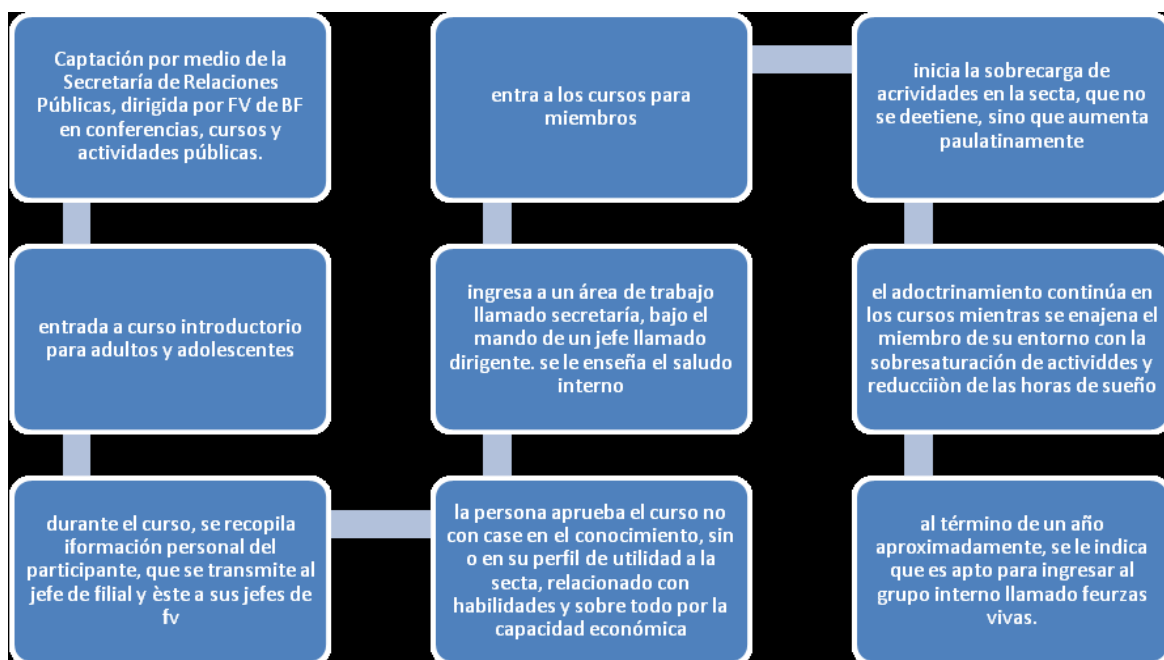 Captación por medio de la
Secretaría de Relaciones
Públicas, dirigida por FV de BF
en conferencias, cursos y
actividades públicas.
entrada a curso introductorio
para adultos y adolescentes
durante el curso, se recopila
iformación personal del
participante, que se transmite al
jefe de filial y èste a sus jefes de
fv
la persona aprueba el curso no
con case en el conocimiento, sin
o en su perfil de utilidad a la
secta, relacionado con
habilidades y sobre todo por la
capacidad económica
ingresa a un área de trabajo
llamado secretaría, bajo el
mando de un jefe llamado
dirigente. se le enseña el saludo
interno
entra a los cursos para
miembros
inicia la sobrecarga de
acrividades en la secta, que no
se deetiene, sino que aumenta
paulatinamente
el adoctrinamiento continúa en
los cursos mientras se enajena el
miembro de su entorno con la
sobresaturación de actividdes y
reducciiòn de las horas de sueño
al término de un año
aproximadamente, se le indica
que es apto para ingresar al
grupo interno llamado feurzas
vivas.